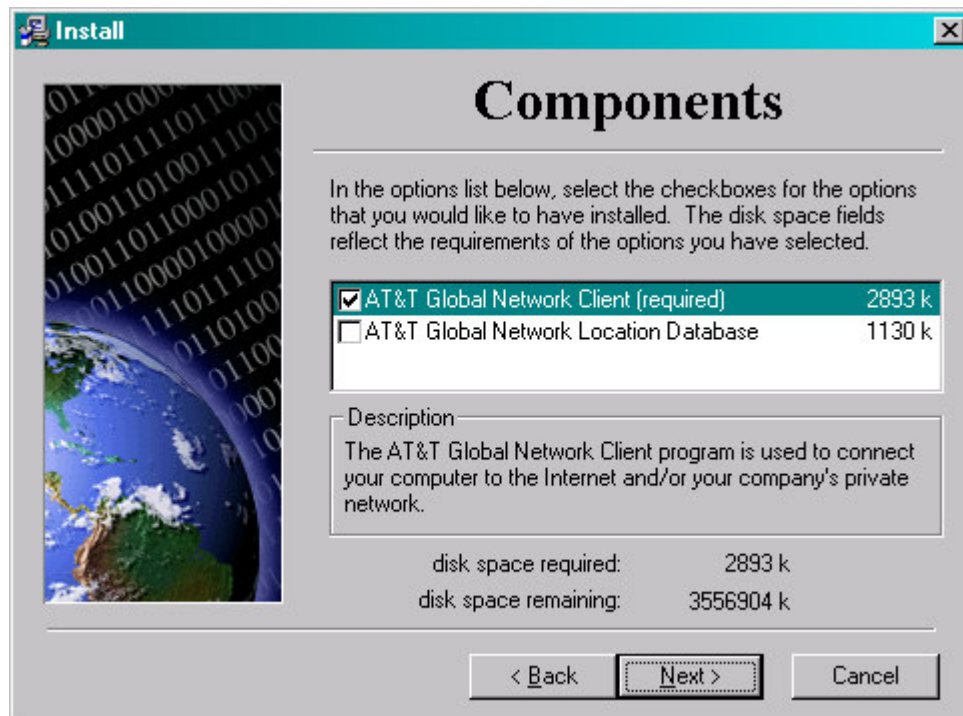 Install
Components
In the options list below, select the checkboxes for the options
that you would like to have installed. The disk space fields
reflect the requirements of the options you have selected.
AT&T Global Network Client (required) 2893 k
AT&T Global Network Location Database 1130 k
Description
The AT&T Global Network Client program is used to connect
your computer to the Internet and/or your company's private
network.
disk space required: 2893 k
disk space remaining: 3556904 k
< Back Next > Cancel